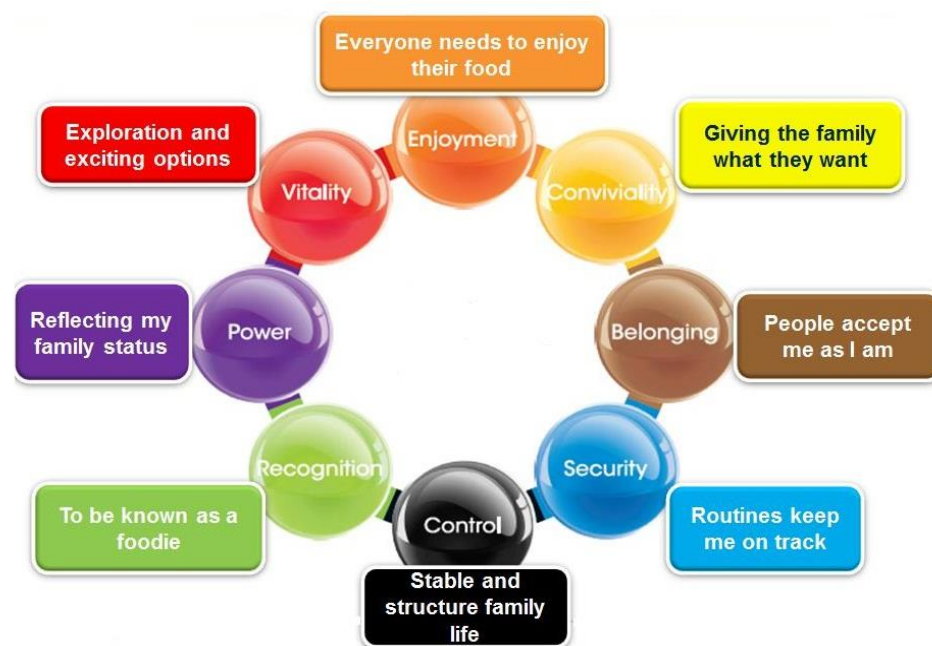 Everyone needs to enjoy
their food
Enjoyment
Exploration and
exciting options
Vitality
Giving the family
what they want
Conviviality
Reflecting my
family status
Power
Belonging
People accept
me as I am
Recognition
To be known as a
foodie
Security
Routines keep
me on track
Control
Stable and
structure family
life